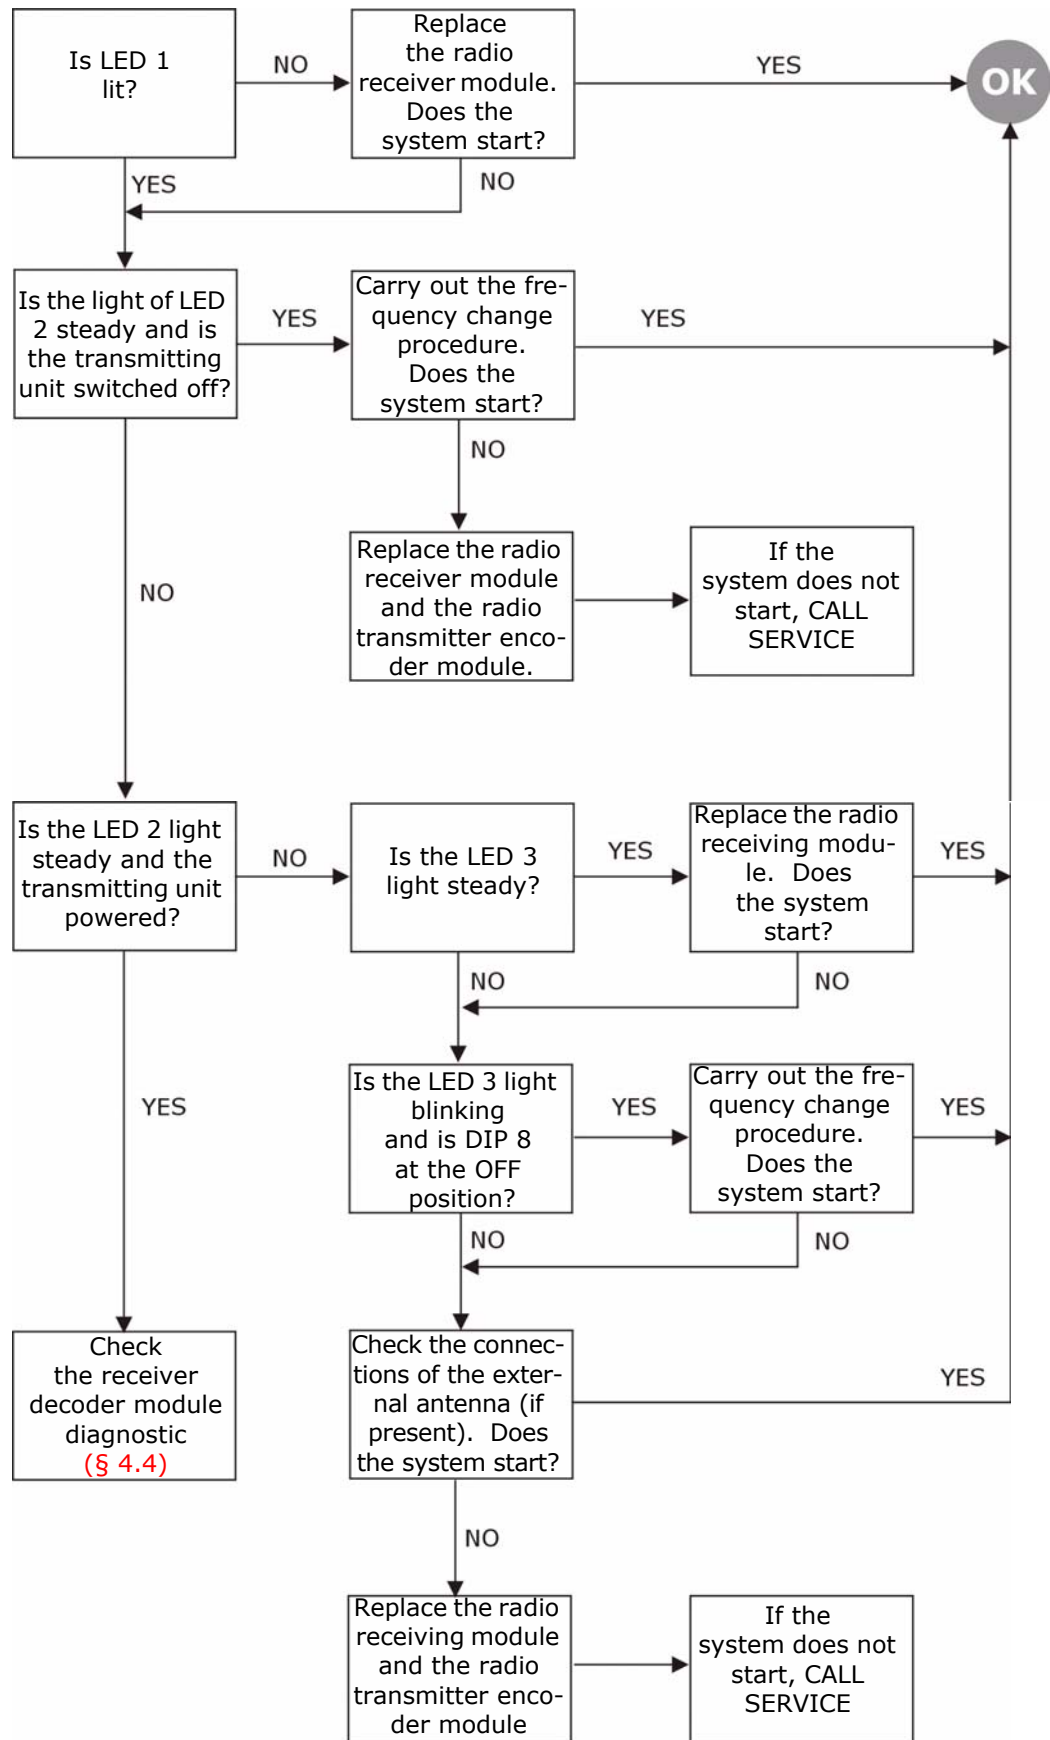 Is LED 1
lit?
NO
Replace
the radio
receiver module.
Does the
system start?
YES
OK
YES
NO
Is the light of LED
2 steady and is
the transmitting
unit switched off?
YES
Carry out the fre-
quency change
procedure.
Does the
system start?
YES
NO
NO
Replace the radio
receiver module
and the radio
transmitter enco-
der module.
If the
system does not
start, CALL
SERVICE
Is the LED 2 light
steady and the
transmitting unit
powered?
NO
Is the LED 3
light steady?
YES
Replace the radio
receiving modu-
le. Does
the system
start?
YES
NO
NO
YES
Is the LED 3 light
blinking
and is DIP 8
at the OFF
position?
YES
Carry out the fre-
quency change
procedure.
Does the
system start?
YES
NO
NO
Check
the receiver
decoder module
diagnostic
(§ 4.4)
Check the connec-
tions of the exter-
nal antenna (if
present). Does
the system start?
YES
NO
Replace the radio
receiving module
and the radio
transmitter enco-
der module
If the
system does not
start, CALL
SERVICE